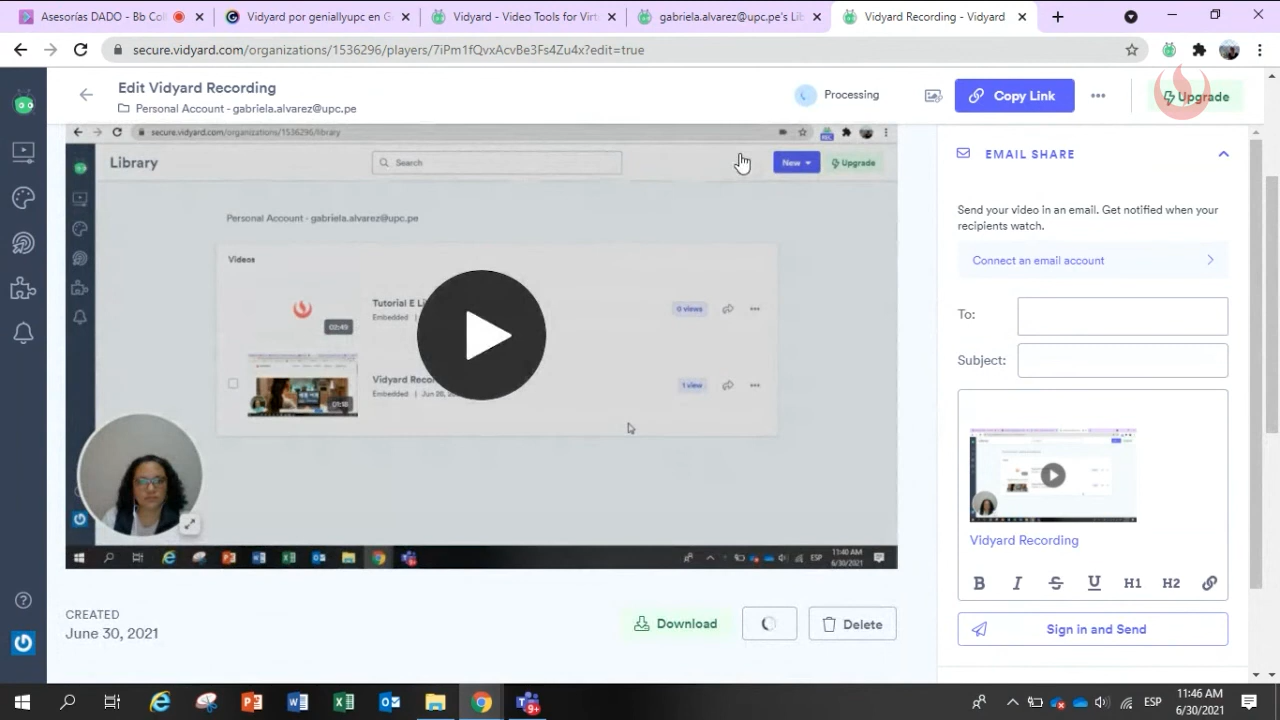 Asesorías DADO - Bb Col
Vidyard por geniallyupc en G
Vidyard - Video Tools for Virtu
gabriela.alvarez@upc.pe's Lib
Vidyard Recording - Vidyard
secure.vidyard.com/organizations/1536296/players/7iPm1fQvxAcvBe3Fs4Zu4x?edit=true
Edit Vidyard Recording
Personal Account - gabriela.alvarez@upc.pe
Processing
Copy Link
Upgrade
secure.vidyard.com/organizations/1536296/library
Library
Search
New
Upgrade
Personal Account - gabriela.alvarez@upc.pe
Videos
Tutorial E Li
Embedded |
02:49
0 views
Vidyard Reco
Embedded | Jun 20, 20
01:18
1 view
ESP
11:40 AM
6/30/2021
CREATED
June 30, 2021
Download
Delete
EMAIL SHARE
Send your video in an email. Get notified when your
recipients watch.
Connect an email account
To:
Subject:
Vidyard Recording
B I S U H1 H2
Sign in and Send
9+
ESP
11:46 AM
6/30/2021